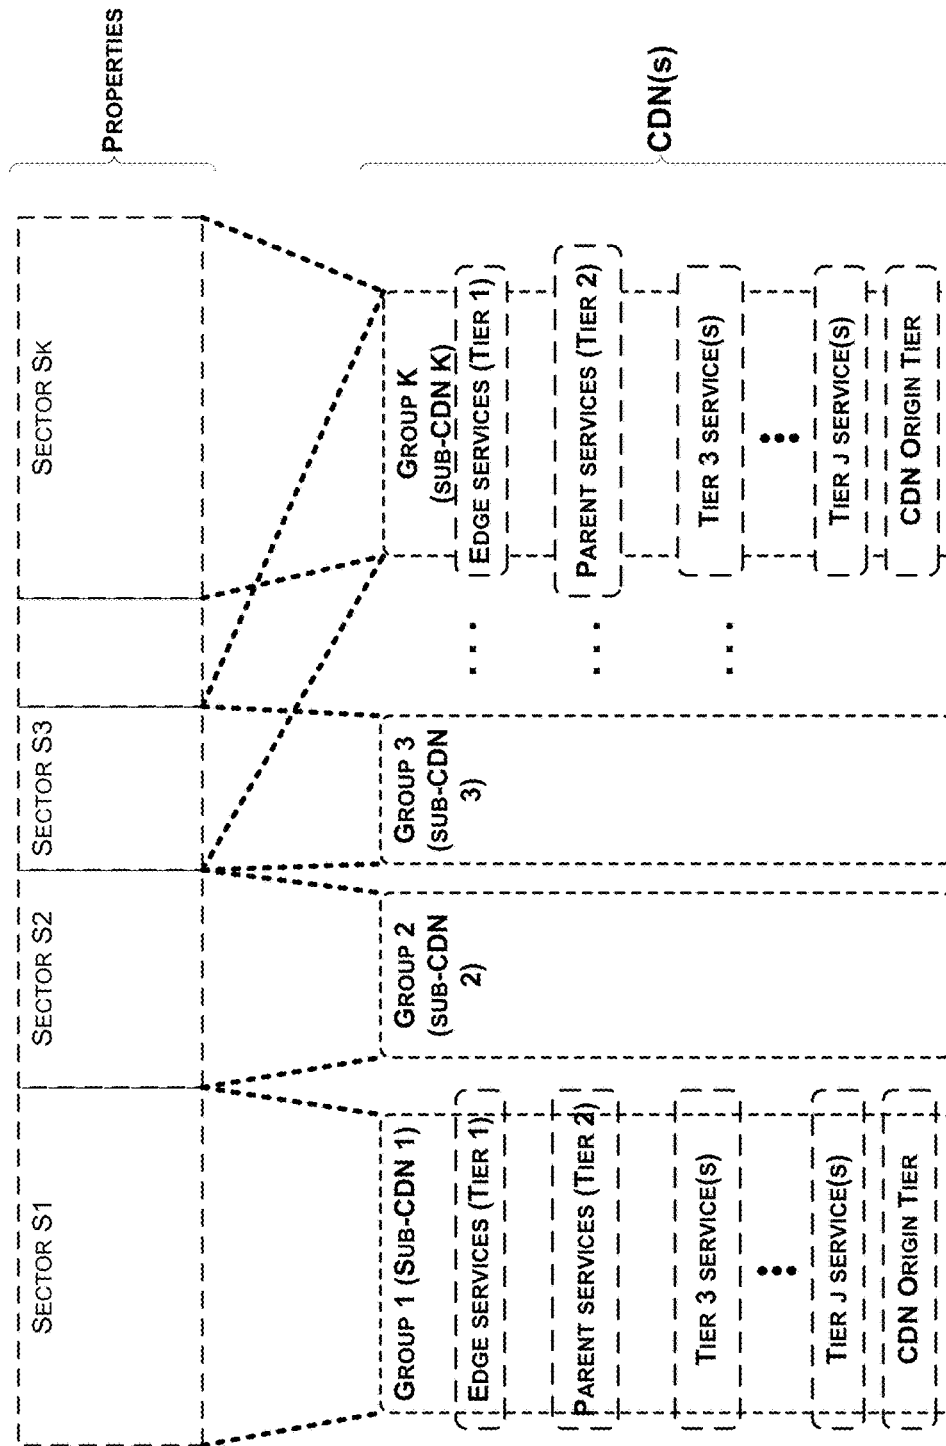 SECTOR S1
SECTOR S2
SECTOR S3
SECTOR SK
PROPERTIES
GROUP 1 (SUB-CDN 1)
EDGE SERVICES (TIER 1)
PARENT SERVICES (TIER 2)
TIER 3 SERVICE(S)
TIER J SERVICE(S)
CDN ORIGIN TIER
GROUP 2
(SUB-CDN
2)
GROUP 3
(SUB-CDN
3)
GROUP K
(SUB-CDN K)
EDGE SERVICES (TIER 1)
PARENT SERVICES (TIER 2)
TIER 3 SERVICE(S)
TIER J SERVICE(S)
CDN ORIGIN TIER
CDN(s)